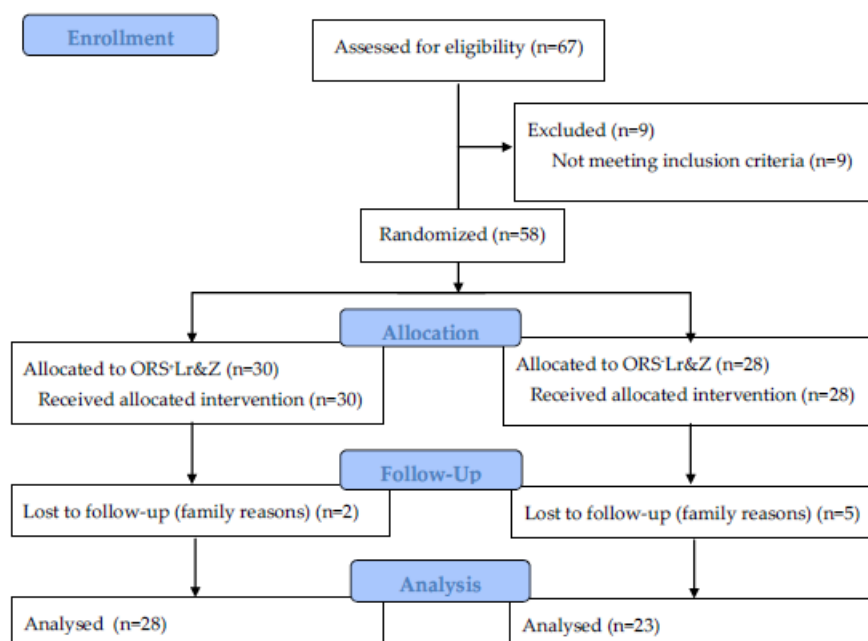 Enrollment
Assessed for eligibility (n=67)
Excluded (n=9)
Not meeting inclusion criteria (n=9)
Randomized (n=58)
Allocation
Allocated to ORS⁺Lr&Z (n=30)
Received allocated intervention (n=30)
Allocated to ORS⁻Lr&Z (n=28)
Received allocated intervention (n=28)
Follow-Up
Lost to follow-up (family reasons) (n=2)
Lost to follow-up (family reasons) (n=5)
Analysis
Analysed (n=28)
Analysed (n=23)